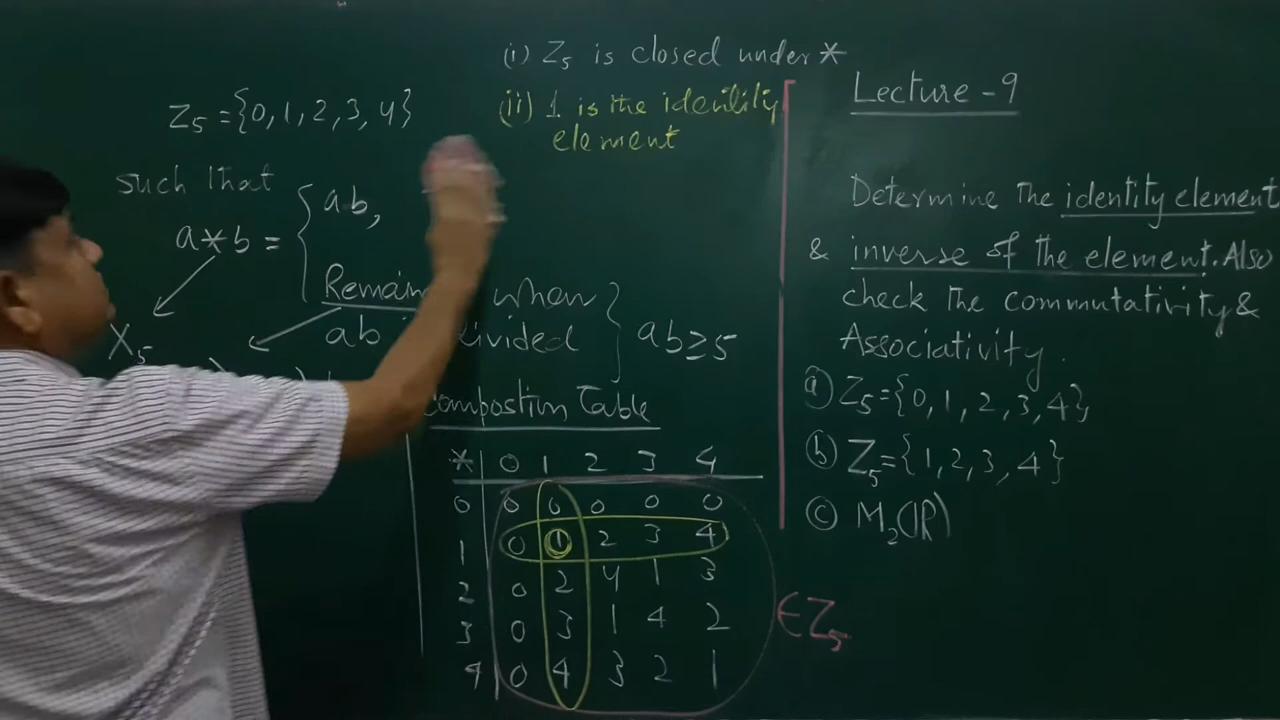 Z₅ = {0, 1, 2, 3, 4}
such that
a * b = { ab,
Remain when
ab divided } ab ≥ 5
X₅
(i) Z₅ is closed under *
(ii) 1 is the identity
element
Compostion Table
* 0 1 2 3 4
0 0 0 0 0 0
1 0 1 2 3 4
2 0 2 4 1 3
3 0 3 1 4 2
4 0 4 3 2 1
∈ Z₅
Lecture - 9
Determine the identity element
& inverse of the element. Also
check the commutativity &
Associativity.
(a) Z₅ = {0, 1, 2, 3, 4},
(b) Z₅ = {1, 2, 3, 4}
(c) M₂(IR)